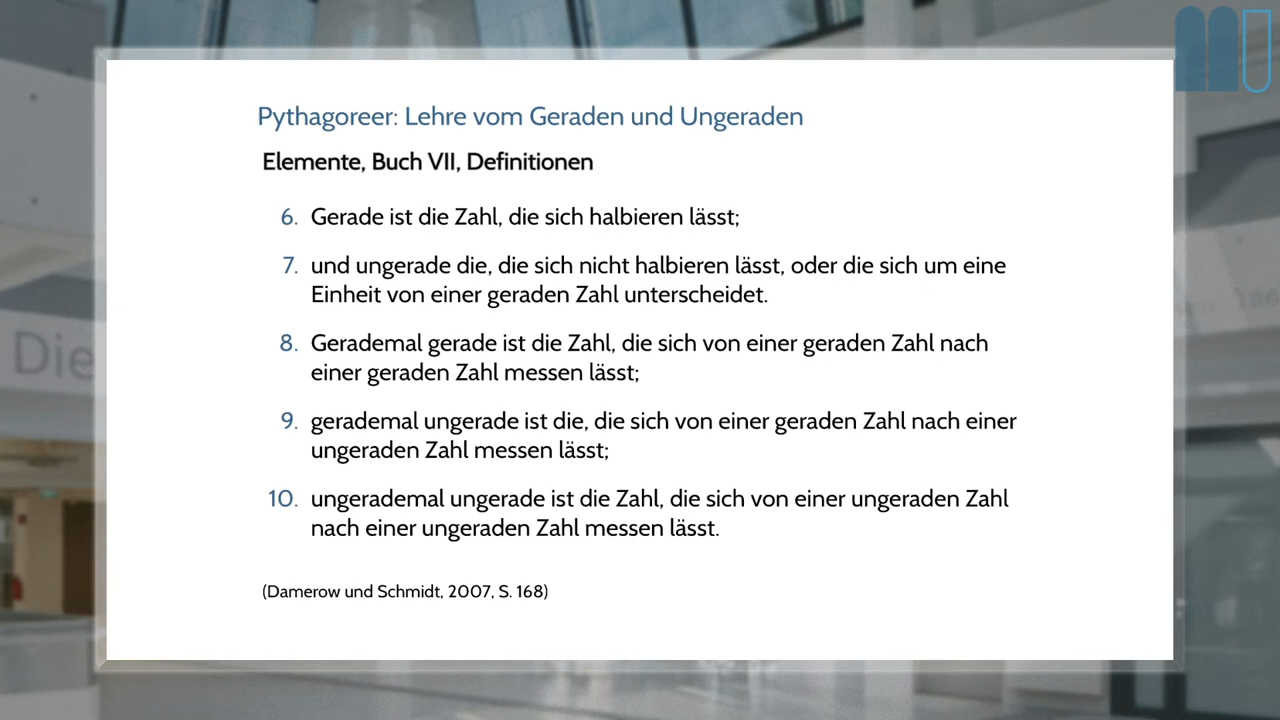 Pythagoreer: Lehre vom Geraden und Ungeraden
Elemente, Buch VII, Definitionen
6. Gerade ist die Zahl, die sich halbieren lässt;
7. und ungerade die, die sich nicht halbieren lässt, oder die sich um eine
Einheit von einer geraden Zahl unterscheidet.
8. Gerademal gerade ist die Zahl, die sich von einer geraden Zahl nach
einer geraden Zahl messen lässt;
9. gerademal ungerade ist die, die sich von einer geraden Zahl nach einer
ungeraden Zahl messen lässt;
10. ungerademal ungerade ist die Zahl, die sich von einer ungeraden Zahl
nach einer ungeraden Zahl messen lässt.
(Damerow und Schmidt, 2007, S. 168)
Die